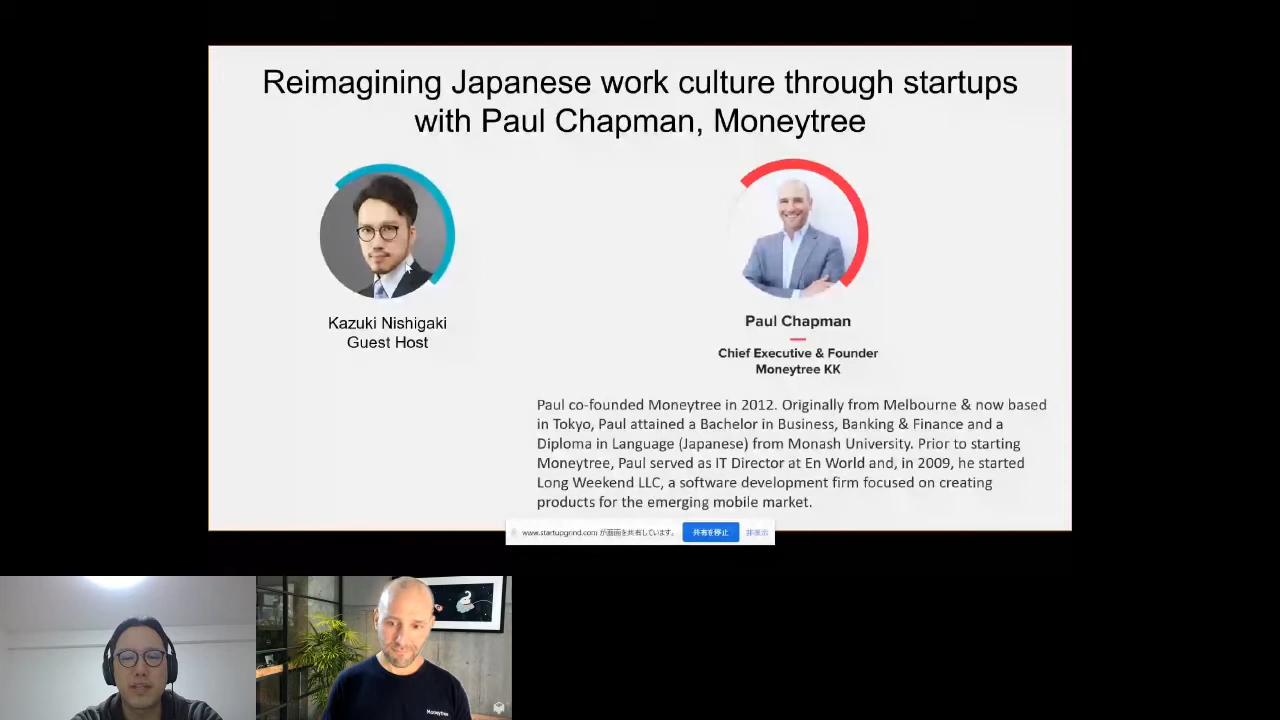 Reimagining Japanese work culture through startups
with Paul Chapman, Moneytree
Kazuki Nishigaki
Guest Host
Paul Chapman
Chief Executive & Founder
Moneytree KK
Paul co-founded Moneytree in 2012. Originally from Melbourne & now based
in Tokyo, Paul attained a Bachelor in Business, Banking & Finance and a
Diploma in Language (Japanese) from Monash University. Prior to starting
Moneytree, Paul served as IT Director at En World and, in 2009, he started
Long Weekend LLC, a software development firm focused on creating
products for the emerging mobile market.
www.startupgrind.com が画面を共有しています。 共有を停止 非表示
Moneytree